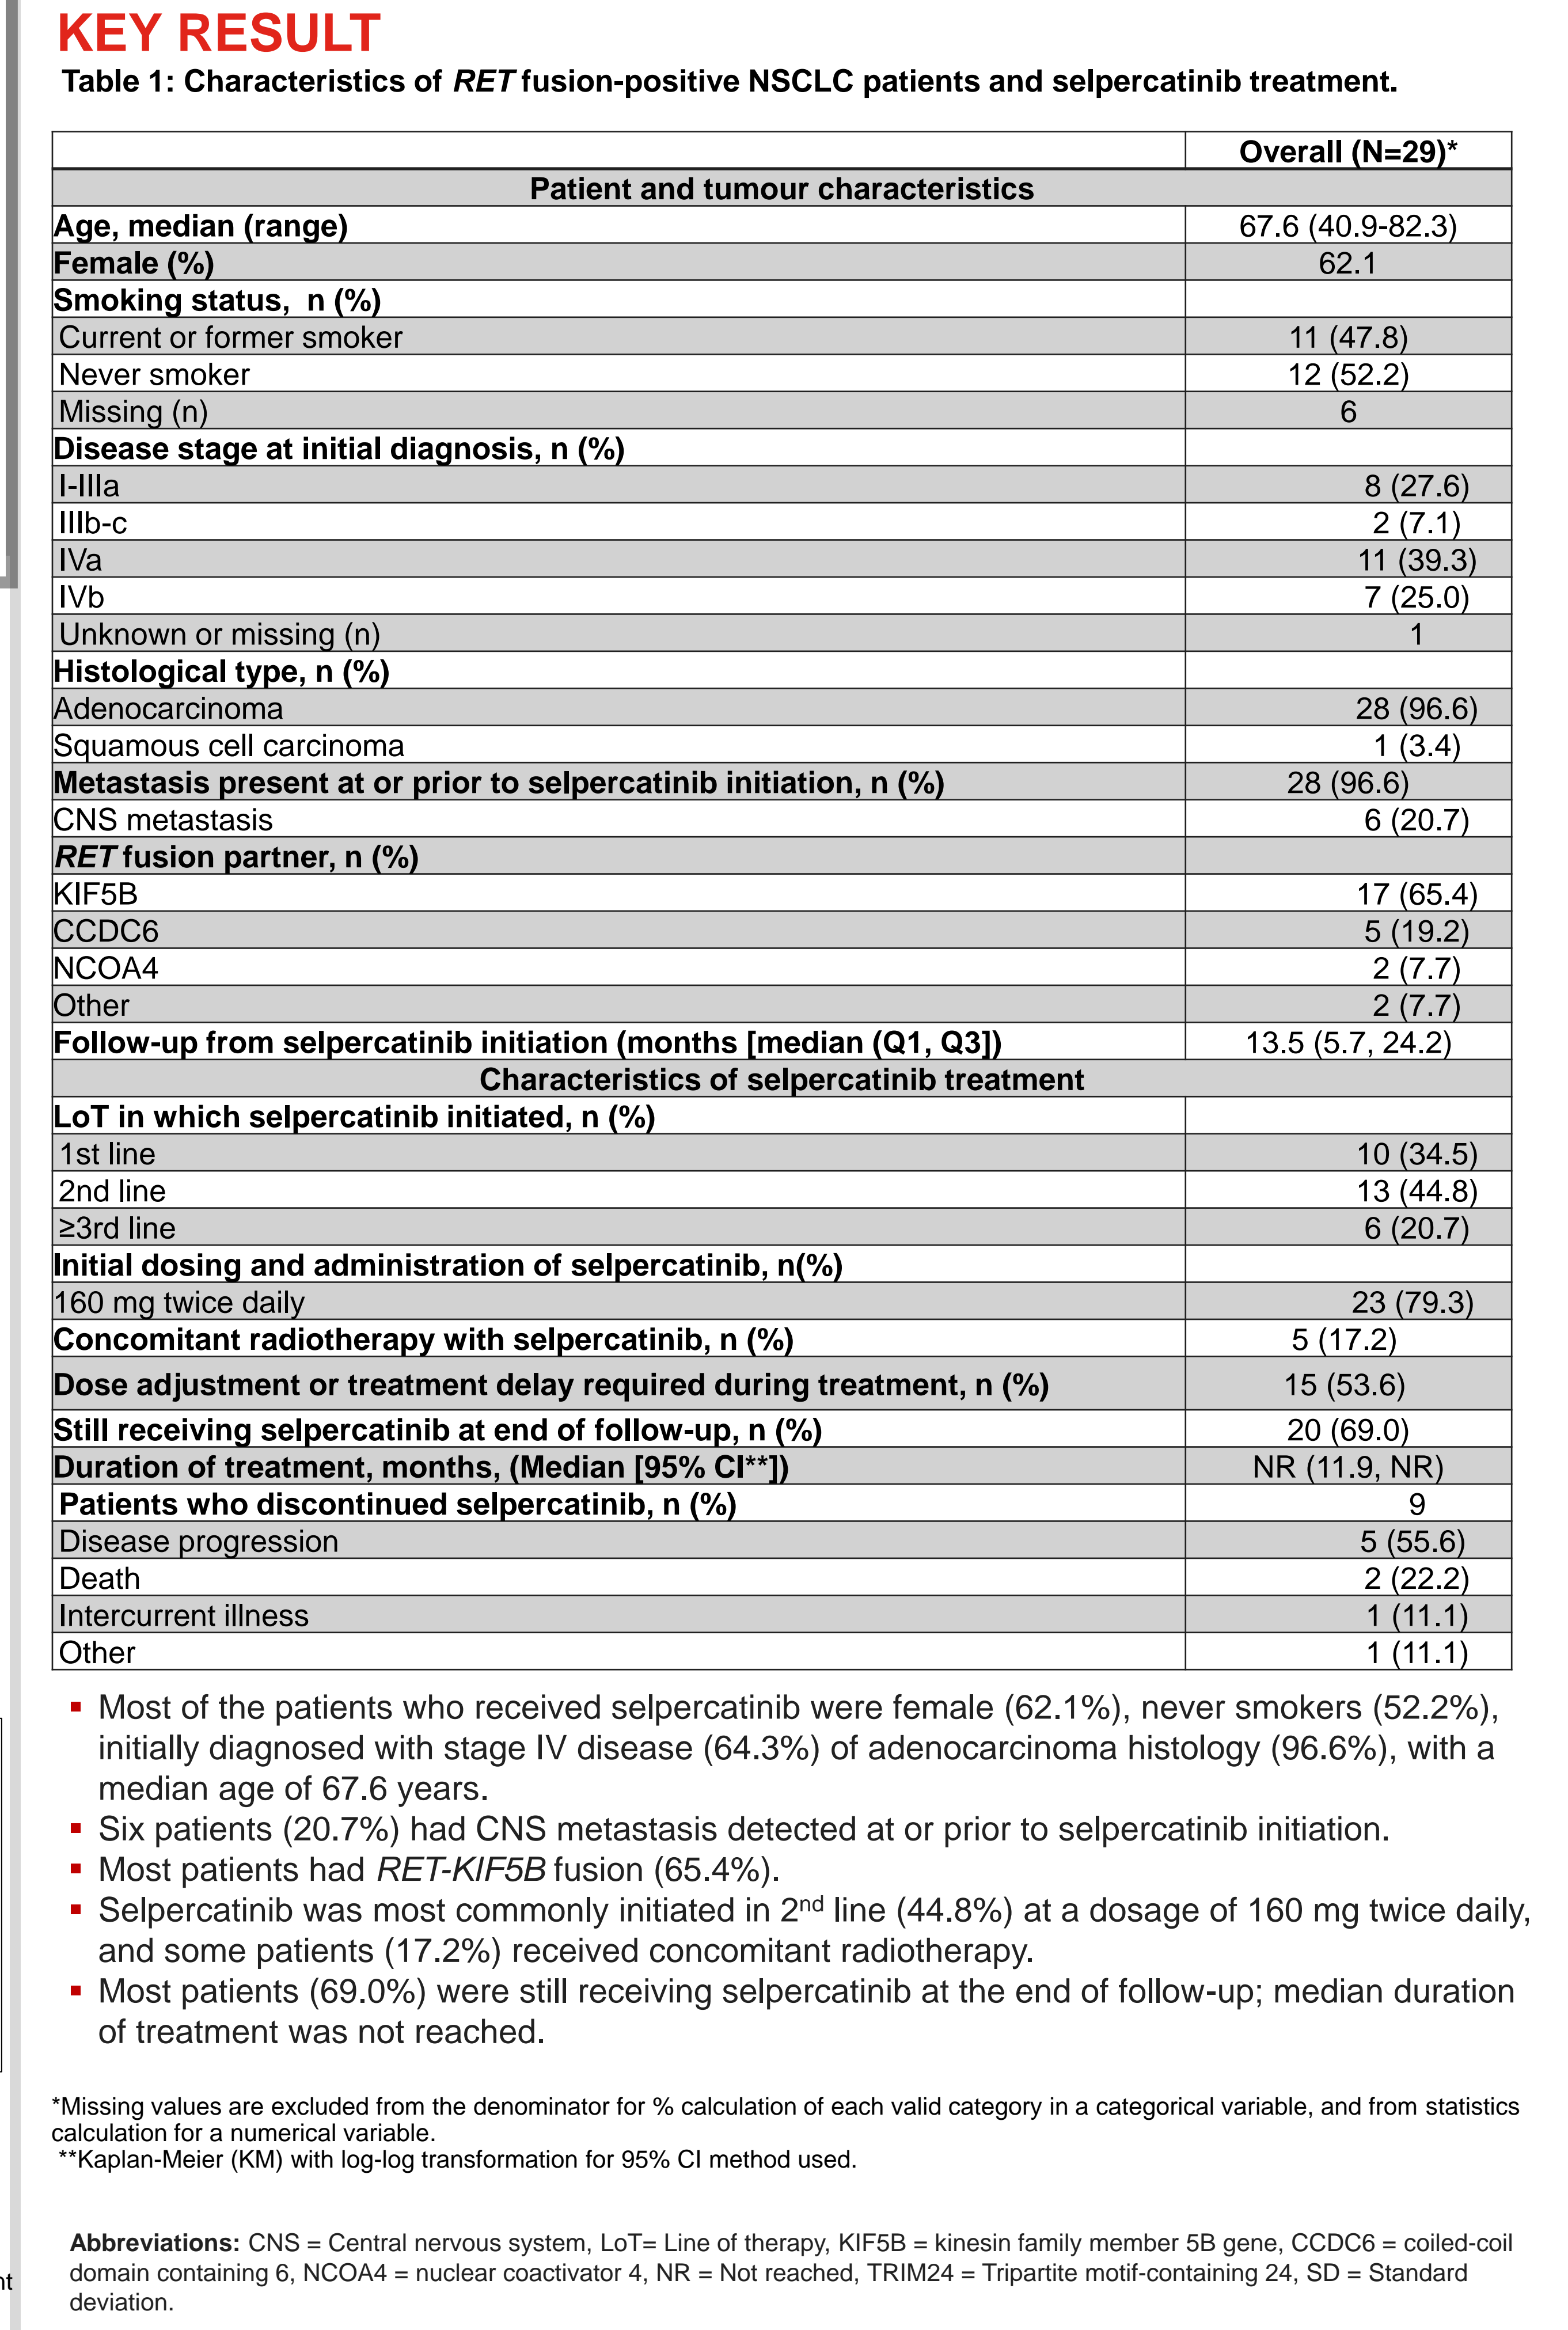 KEY RESULT
Table 1: Characteristics of RET fusion-positive NSCLC patients and selpercatinib treatment.
Overall (N=29)*
Patient and tumour characteristics
Age, median (range) 67.6 (40.9-82.3)
Female (%) 62.1
Smoking status, n (%)
Current or former smoker 11 (47.8)
Never smoker 12 (52.2)
Missing (n) 6
Disease stage at initial diagnosis, n (%)
I-IIIa 8 (27.6)
IIIb-c 2 (7.1)
IVa 11 (39.3)
IVb 7 (25.0)
Unknown or missing (n) 1
Histological type, n (%)
Adenocarcinoma 28 (96.6)
Squamous cell carcinoma 1 (3.4)
Metastasis present at or prior to selpercatinib initiation, n (%) 28 (96.6)
CNS metastasis 6 (20.7)
RET fusion partner, n (%)
KIF5B 17 (65.4)
CCDC6 5 (19.2)
NCOA4 2 (7.7)
Other 2 (7.7)
Follow-up from selpercatinib initiation (months [median (Q1, Q3]) 13.5 (5.7, 24.2)
Characteristics of selpercatinib treatment
LoT in which selpercatinib initiated, n (%)
1st line 10 (34.5)
2nd line 13 (44.8)
≥3rd line 6 (20.7)
Initial dosing and administration of selpercatinib, n(%)
160 mg twice daily 23 (79.3)
Concomitant radiotherapy with selpercatinib, n (%) 5 (17.2)
Dose adjustment or treatment delay required during treatment, n (%) 15 (53.6)
Still receiving selpercatinib at end of follow-up, n (%) 20 (69.0)
Duration of treatment, months, (Median [95% CI**]) NR (11.9, NR)
Patients who discontinued selpercatinib, n (%) 9
Disease progression 5 (55.6)
Death 2 (22.2)
Intercurrent illness 1 (11.1)
Other 1 (11.1)
▪ Most of the patients who received selpercatinib were female (62.1%), never smokers (52.2%),
initially diagnosed with stage IV disease (64.3%) of adenocarcinoma histology (96.6%), with a
median age of 67.6 years.
▪ Six patients (20.7%) had CNS metastasis detected at or prior to selpercatinib initiation.
▪ Most patients had RET-KIF5B fusion (65.4%).
▪ Selpercatinib was most commonly initiated in 2nd line (44.8%) at a dosage of 160 mg twice daily,
and some patients (17.2%) received concomitant radiotherapy.
▪ Most patients (69.0%) were still receiving selpercatinib at the end of follow-up; median duration
of treatment was not reached.
*Missing values are excluded from the denominator for % calculation of each valid category in a categorical variable, and from statistics
calculation for a numerical variable.
**Kaplan-Meier (KM) with log-log transformation for 95% CI method used.
Abbreviations: CNS = Central nervous system, LoT= Line of therapy, KIF5B = kinesin family member 5B gene, CCDC6 = coiled-coil
domain containing 6, NCOA4 = nuclear coactivator 4, NR = Not reached, TRIM24 = Tripartite motif-containing 24, SD = Standard
deviation.